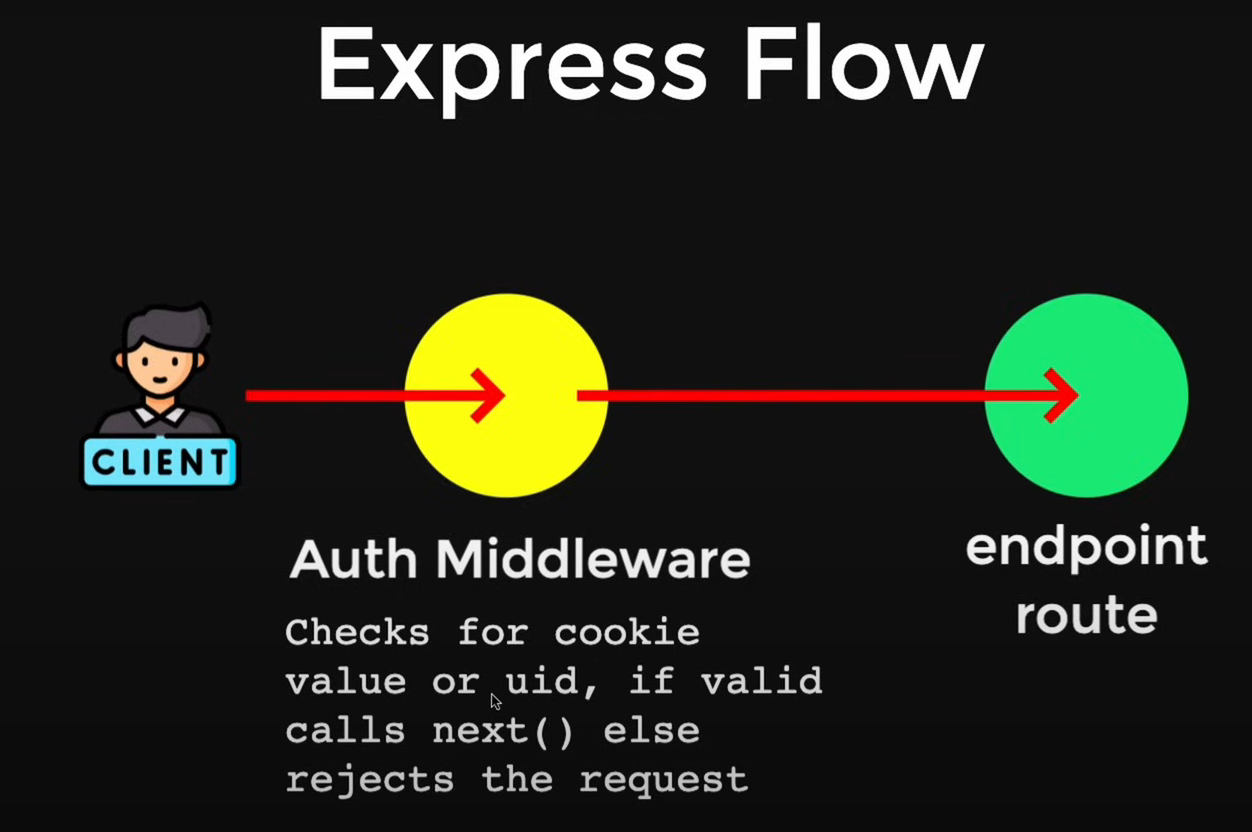 Express Flow
CLIENT
Auth Middleware
Checks for cookie
value or uid, if valid
calls next() else
rejects the request
endpoint
route